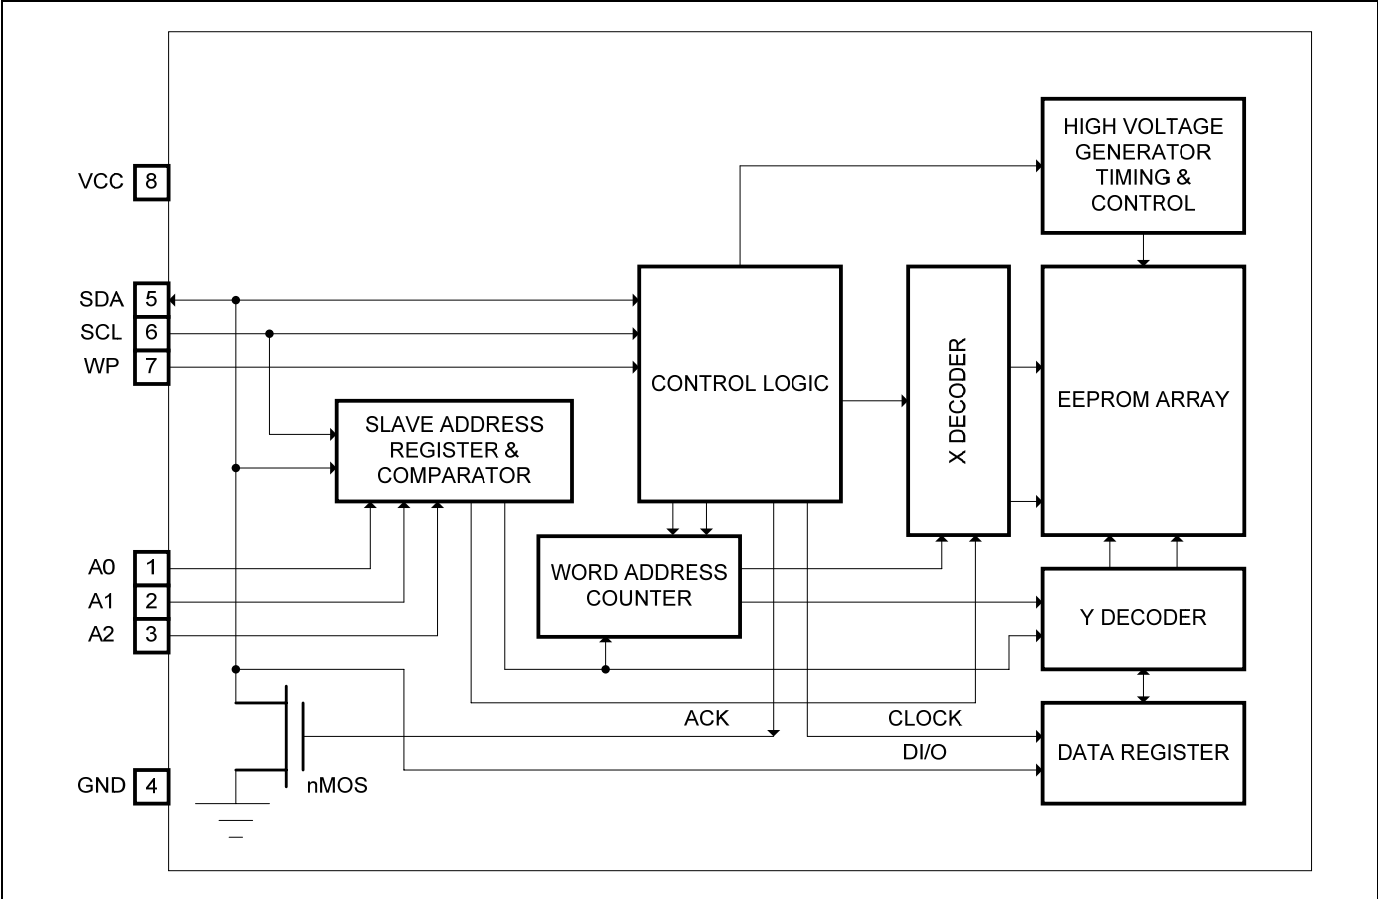 HIGH VOLTAGE
GENERATOR
TIMING &
CONTROL
VCC 8
SDA 5
SCL 6
WP 7
CONTROL LOGIC
X DECODER
EEPROM ARRAY
SLAVE ADDRESS
REGISTER &
COMPARATOR
A0 1
A1 2
A2 3
WORD ADDRESS
COUNTER
Y DECODER
ACK
CLOCK
DI/O
DATA REGISTER
GND 4
nMOS